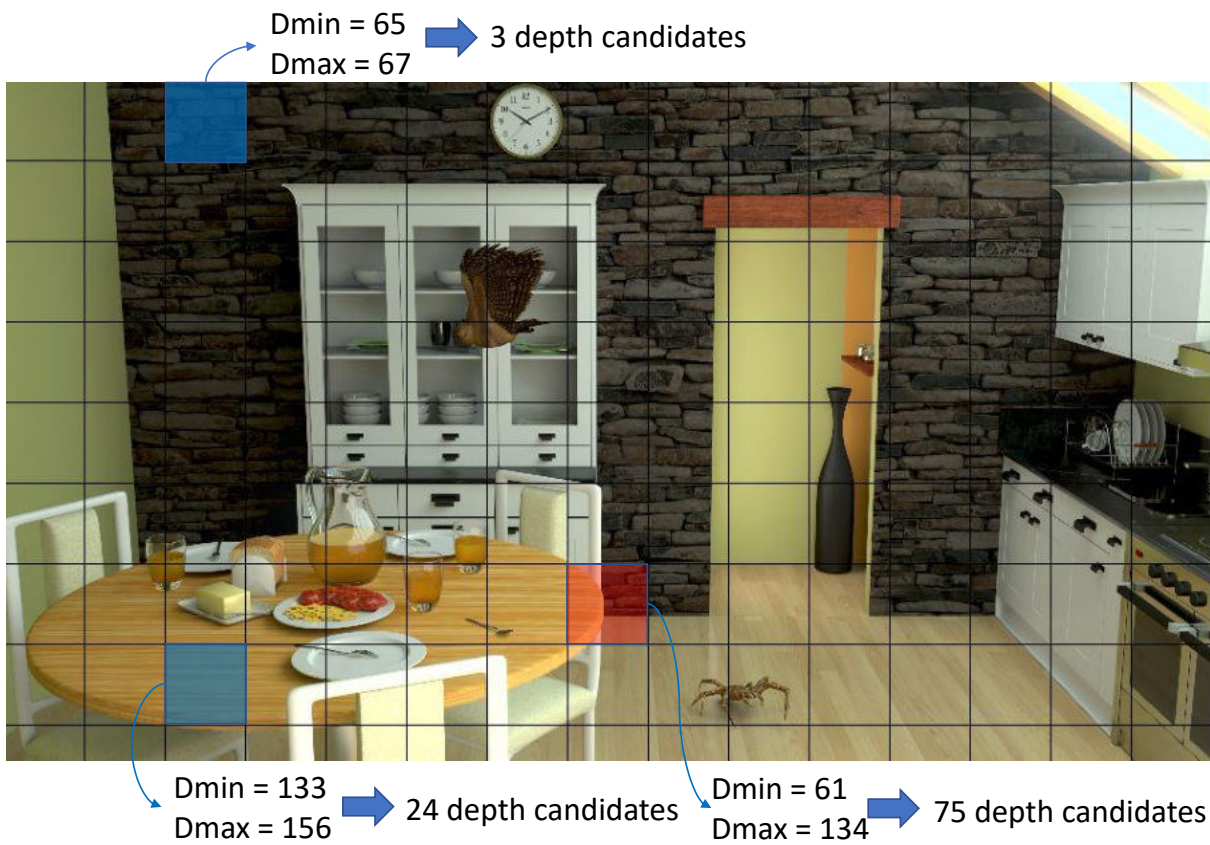 Dmin = 65
Dmax = 67
3 depth candidates
Dmin = 133
Dmax = 156
24 depth candidates
Dmin = 61
Dmax = 134
75 depth candidates